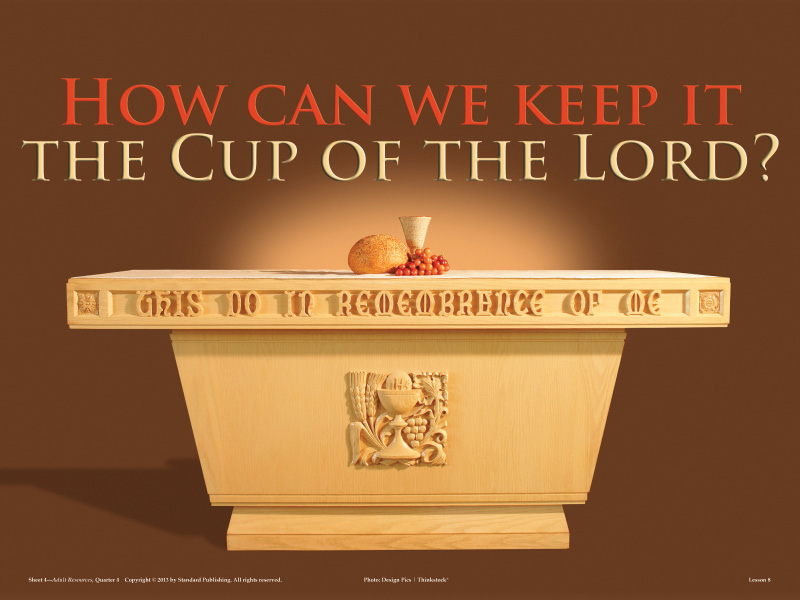 HOW CAN WE KEEP IT
THE CUP OF THE LORD?
THIS DO IN REMEMBRENCE OF ME
Sheet 4—Adult Resources, Quarter 4 Copyright © 2013 by Standard Publishing. All rights reserved. Photo: Design Pics | Thinkstock® Lesson 8